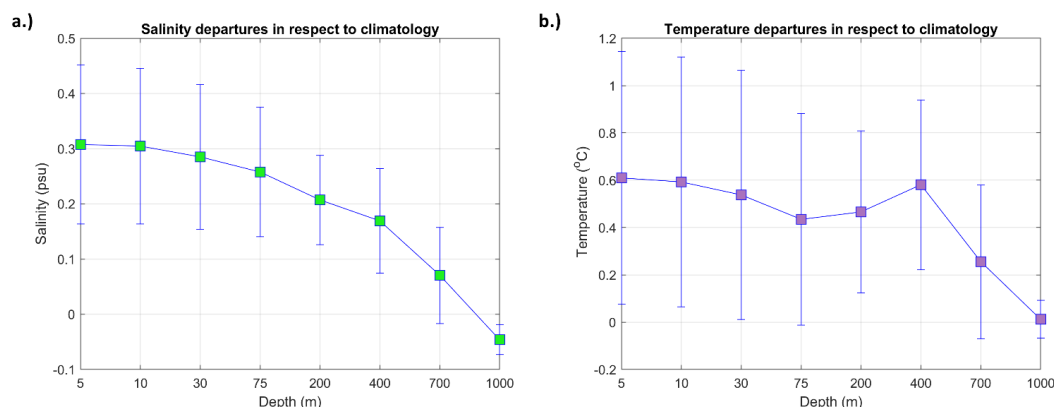 a.)
Salinity departures in respect to climatology
0.5
0.4
0.3
0.2
0.1
0
-0.1
Salinity (psu)
5 10 30 75 200 400 700 1000
Depth (m)
b.)
Temperature departures in respect to climatology
1.2
1
0.8
0.6
0.4
0.2
0
-0.2
Temperature (°C)
5 10 30 75 200 400 700 1000
Depth (m)